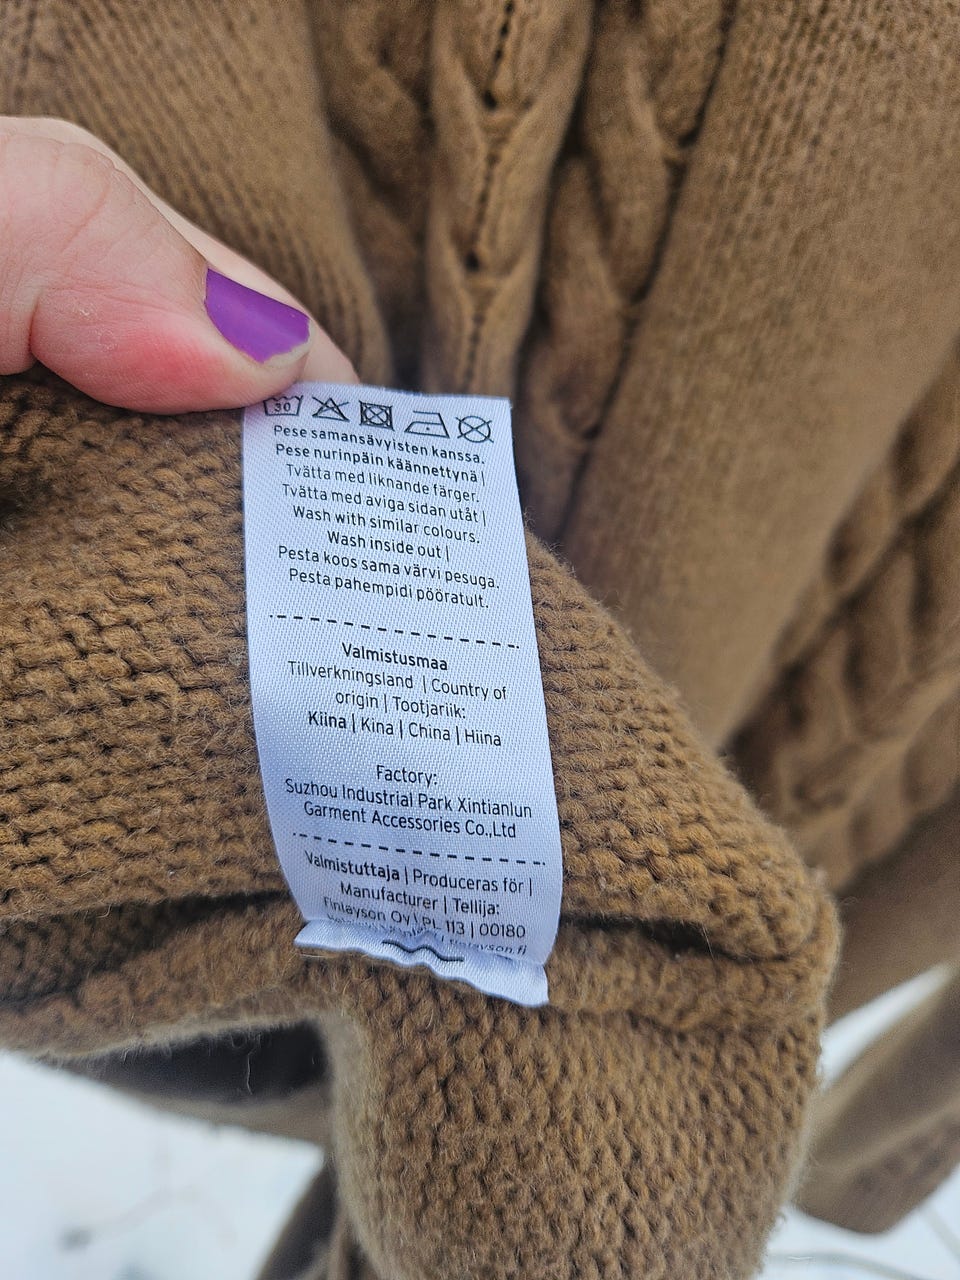 30
Pese samansävyisten kanssa.
Pese nurinpäin käännettynä |
Tvätta med liknande färger.
Tvätta med aviga sidan utåt |
Wash with similar colours.
Wash inside out |
Pesta koos sama värvi pesuga.
Pesta pahempidi pööratult.
Valmistusmaa
Tillverkningsland | Country of
origin | Tootjariik:
Kiina | Kina | China | Hiina
Factory:
Suzhou Industrial Park Xintianlun
Garment Accessories Co.,Ltd
Valmistuttaja | Produceras för |
Manufacturer | Tellija:
Finlayson Oy | PL 113 | 00180
finlayson.fi